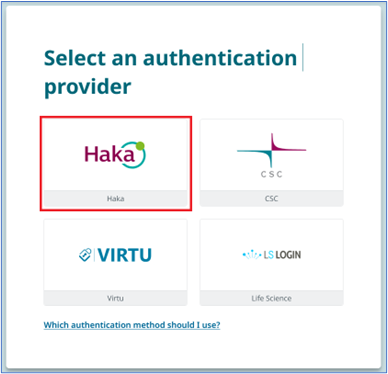 Select an authentication
provider
Haka
CSC
Haka
CSC
VIRTU
LS LOGIN
Virtu
Life Science
Which authentication method should I use?